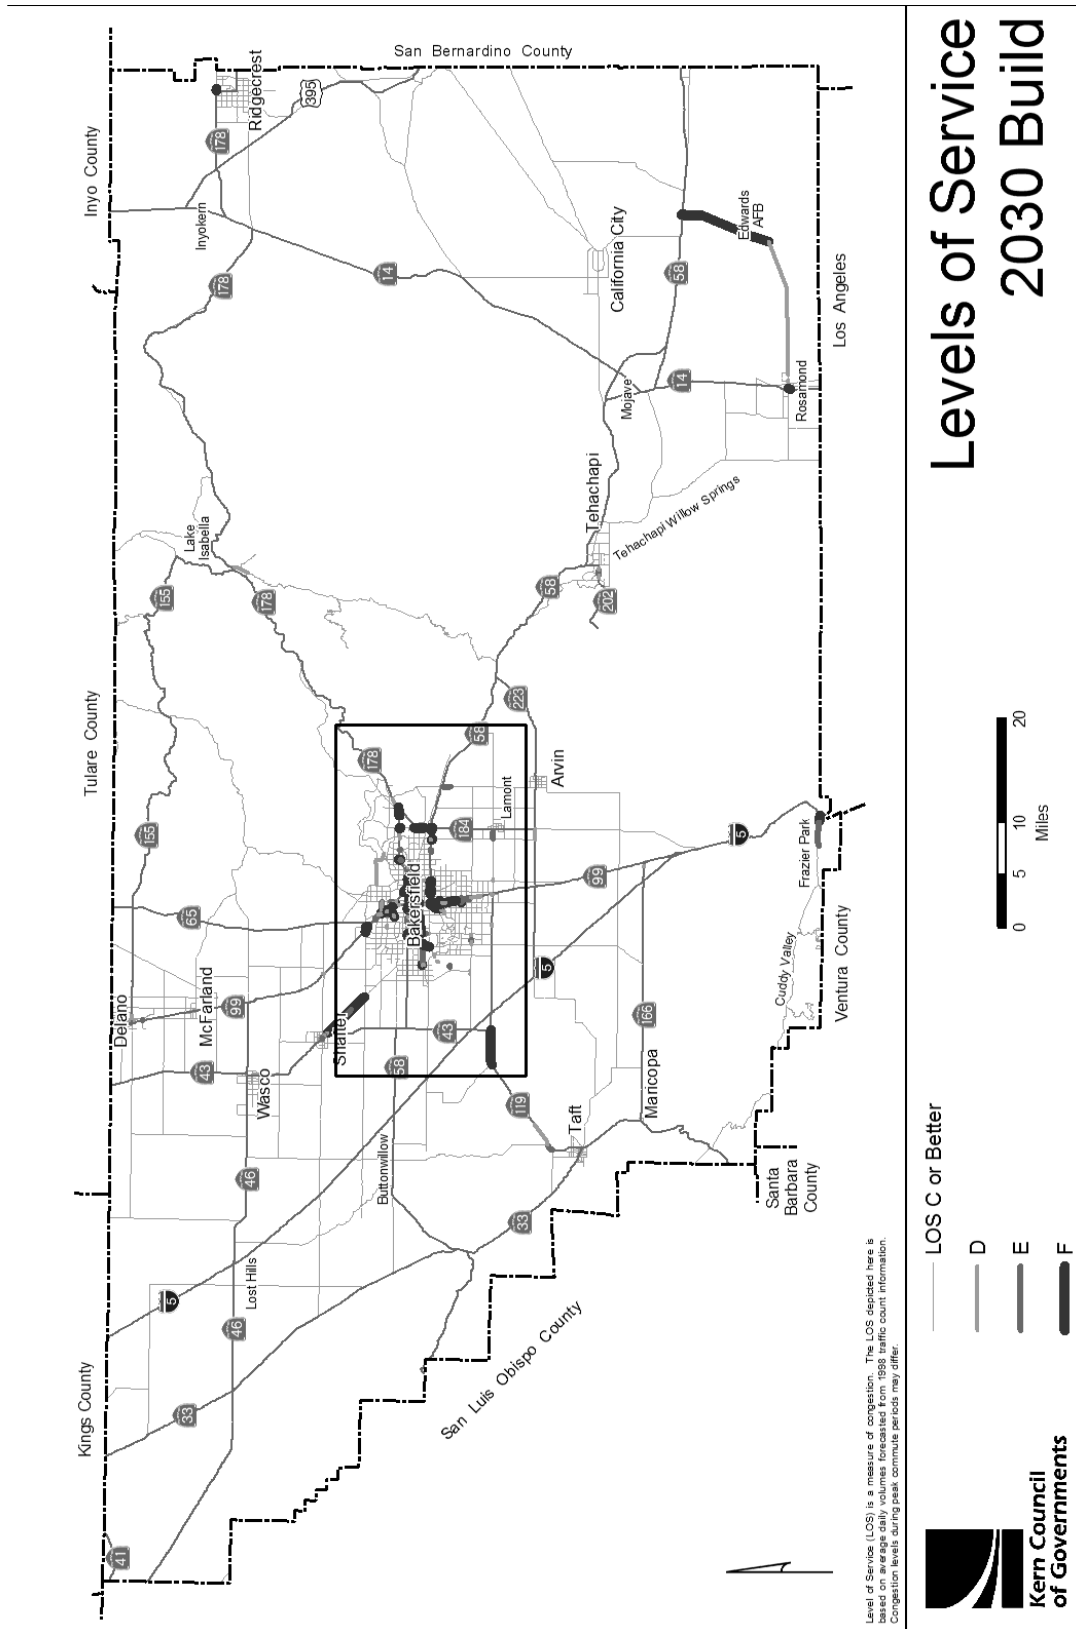 Levels of Service
2030 Build
Kings County
Tulare County
Inyo County
San Bernardino County
Los Angeles
Ventura County
Santa
Barbara
County
San Luis Obispo County
41
33
5
46
46
Lost Hills
33
Buttonwillow
58
43
Wasco
43
Delano
McFarland
99
65
155
155
Lake
Isabella
178
178
178
Inyokern
Ridgecrest
395
14
California City
58
Edwards
AFB
14
Mojave
Rosamond
Tehachapi
Tehachapi Willow Springs
58
202
223
58
178
Bakersfield
Shafter
184
Lamont
Arvin
99
5
5
119
Taft
Maricopa
166
Cuddy Valley
Frazier Park
Level of Service (LOS) is a measure of congestion. The LOS depicted here is
based on average daily volumes forecasted from 1998 traffic count information.
Congestion levels during peak commute periods may differ.
Kern Council
of Governments
LOS C or Better
D
E
F
0 5 10 20
Miles